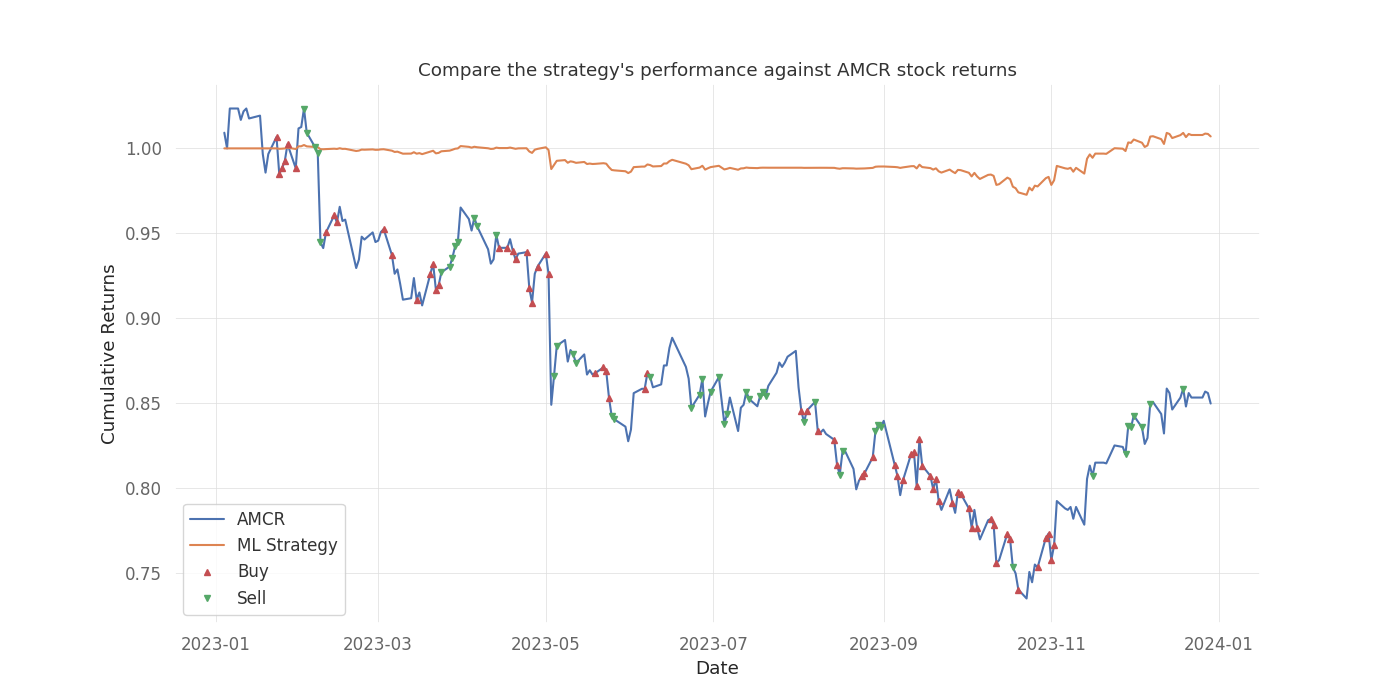 Compare the strategy's performance against AMCR stock returns
Cumulative Returns
1.00
0.95
0.90
0.85
0.80
0.75
AMCR
ML Strategy
Buy
Sell
2023-01 2023-03 2023-05 2023-07 2023-09 2023-11 2024-01
Date